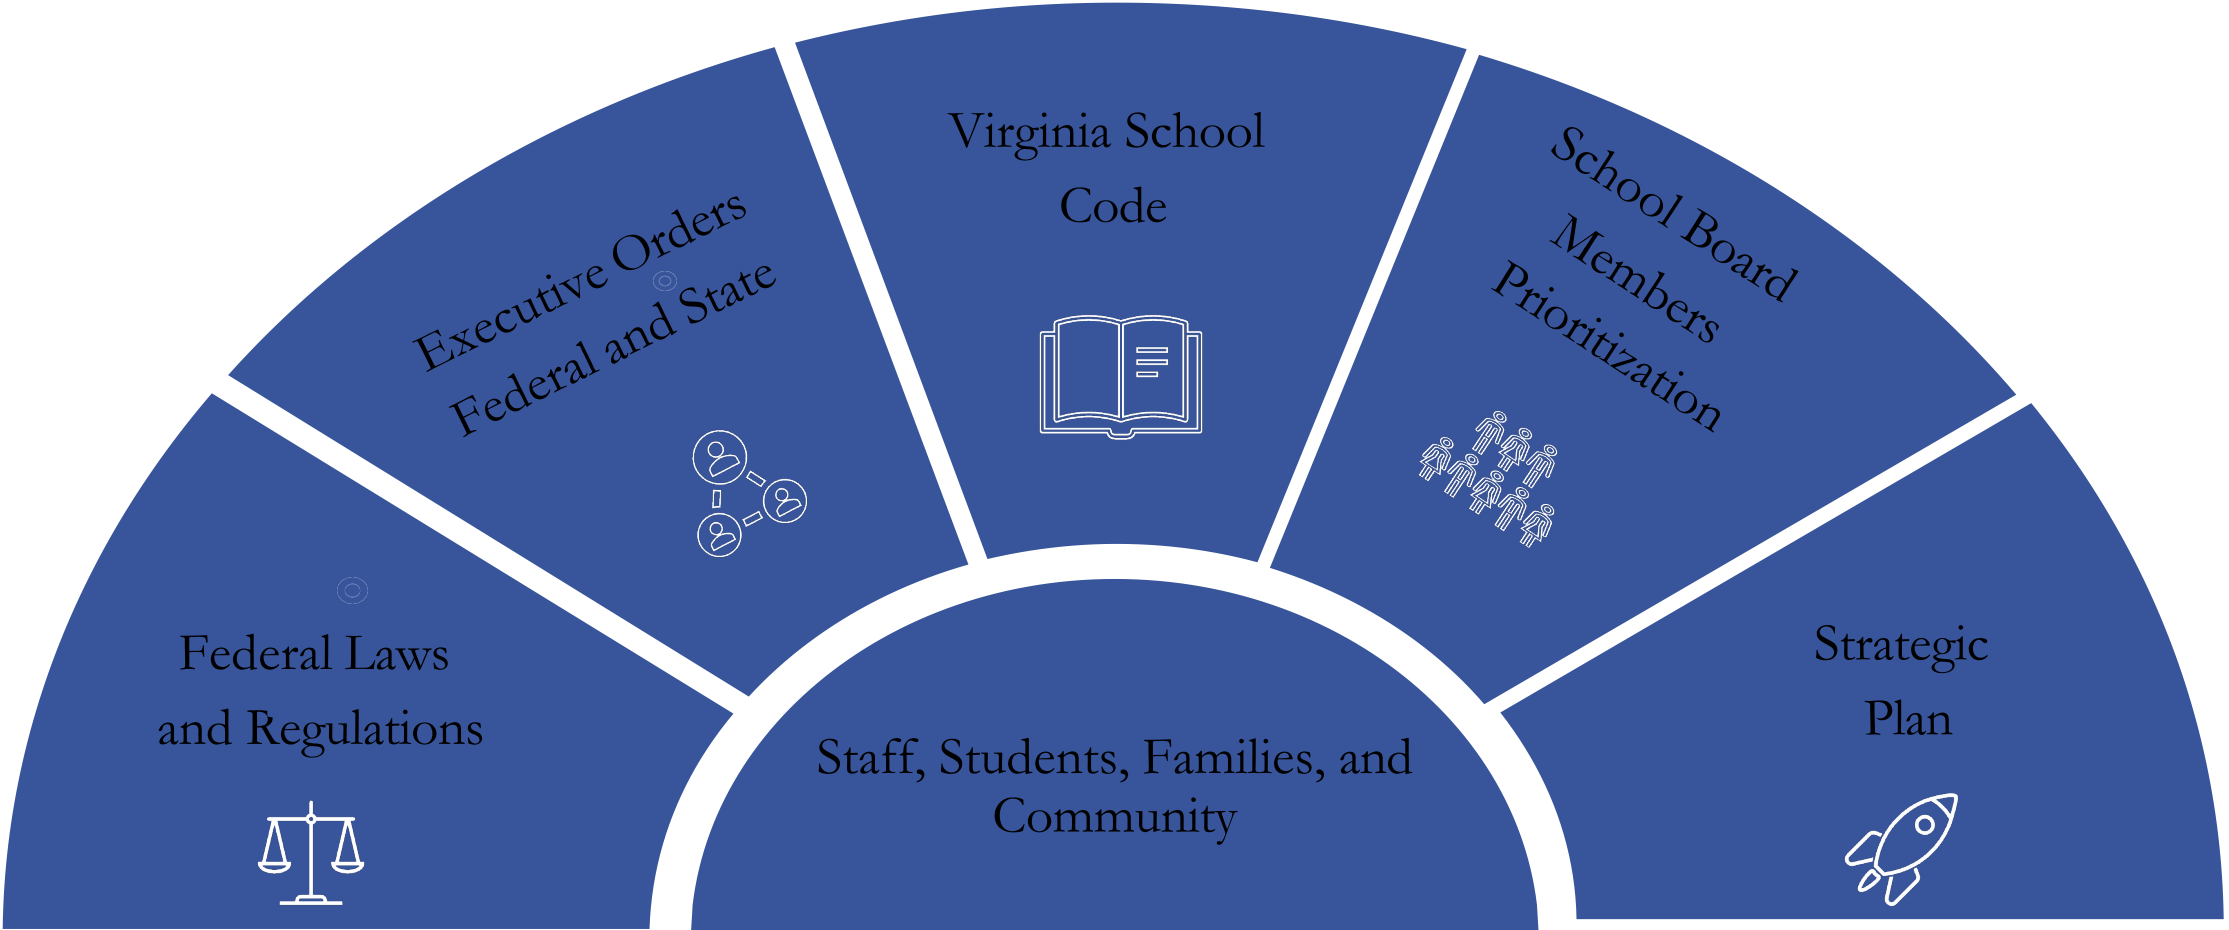 Federal Laws
and Regulations
Executive Orders
Federal and State
Virginia School
Code
School Board
Members
Prioritization
Strategic
Plan
Staff, Students, Families, and
Community